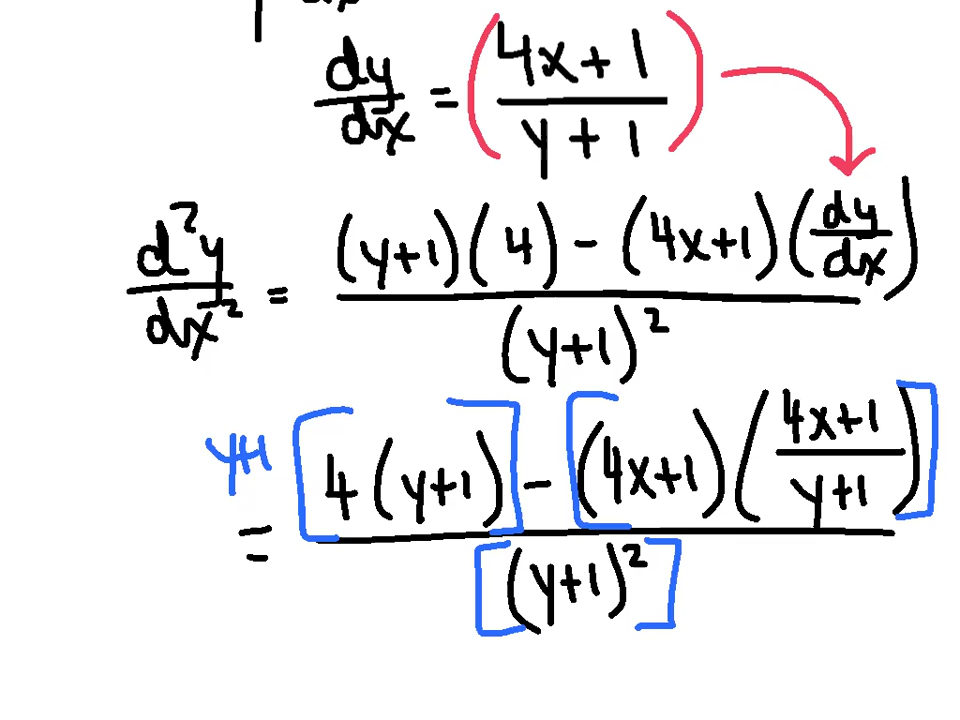 dy/dx = ((4x+1)/(y+1))
d²y/dx² = ((y+1)(4) - (4x+1)(dy/dx))/(y+1)²
y+1 = ([4(y+1)] - [(4x+1)((4x+1)/(y+1))])/[(y+1)²]